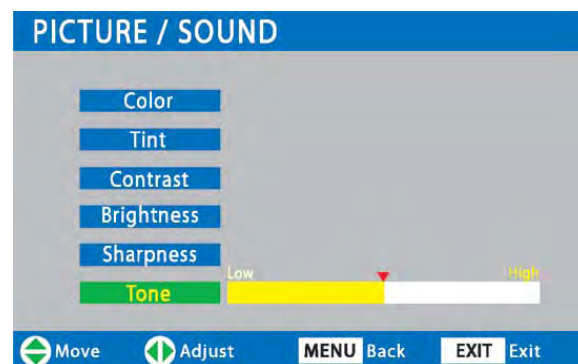 PICTURE / SOUND
Color
Tint
Contrast
Brightness
Sharpness
Low High
Tone
Move Adjust MENU Back EXIT Exit